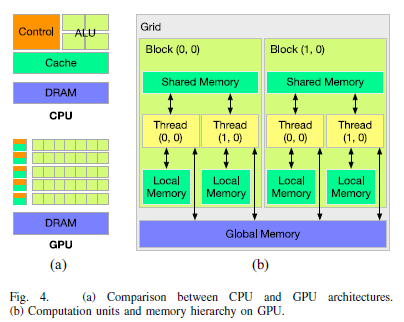 Control
ALU
Cache
DRAM
CPU
DRAM
GPU
(a)
Grid
Block (0, 0)
Block (1, 0)
Shared Memory
Shared Memory
Thread
(0, 0)
Thread
(1, 0)
Thread
(0, 0)
Thread
(1, 0)
Local
Memory
Local
Memory
Local
Memory
Local
Memory
Global Memory
(b)
Fig. 4. (a) Comparison between CPU and GPU architectures.
(b) Computation units and memory hierarchy on GPU.